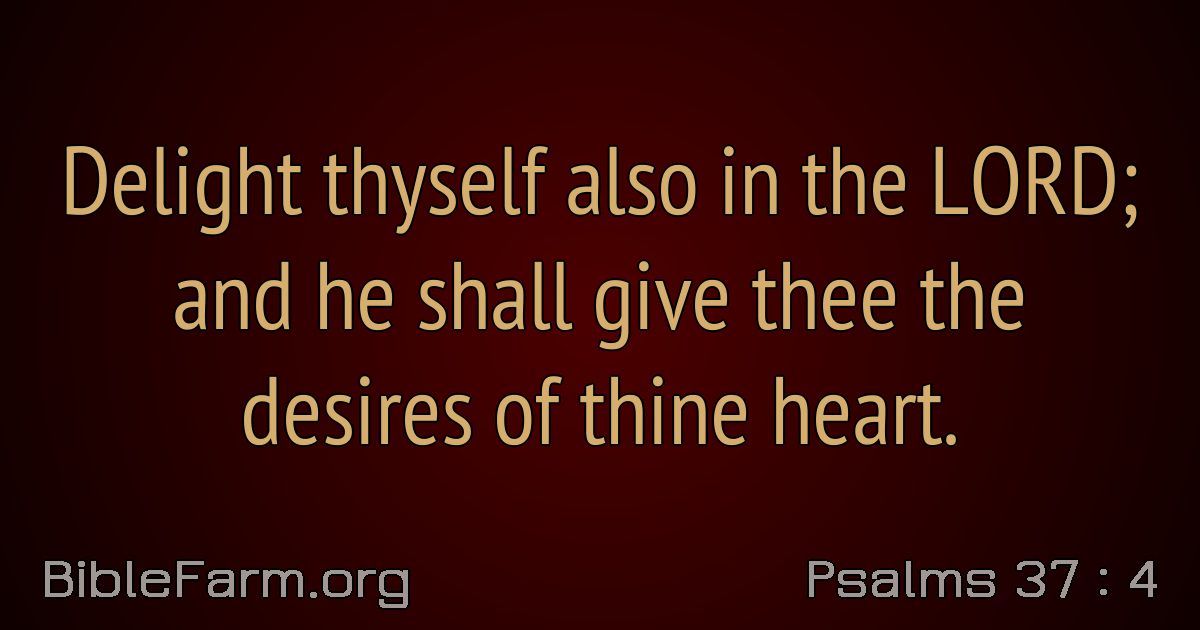 Delight thyself also in the LORD;
and he shall give thee the
desires of thine heart.
BibleFarm.org
Psalms 37 : 4